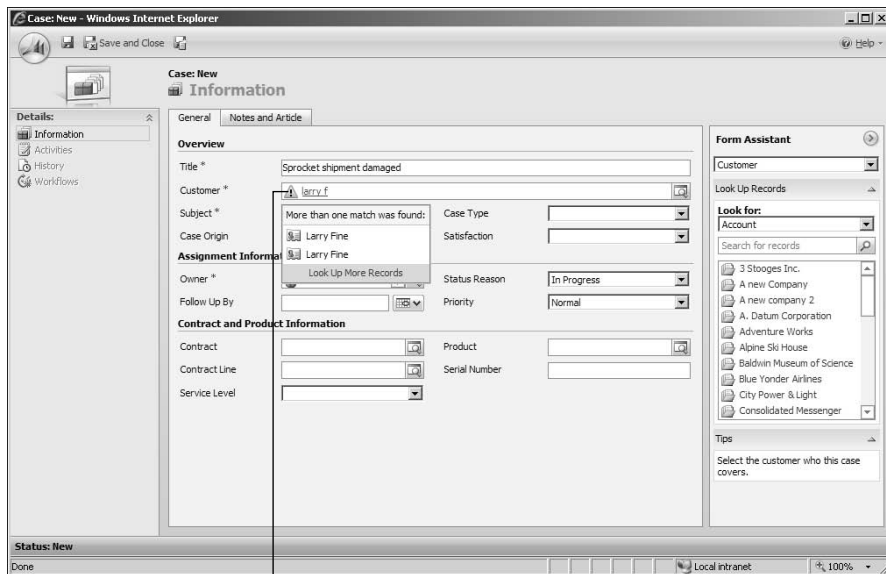 Case: New - Windows Internet Explorer
Save and Close
Help
Case: New
Information
Details:
Information
Activities
History
Workflows
General Notes and Article
Overview
Title * Sprocket shipment damaged
Customer * larry f
Subject * Case Type
Case Origin Satisfaction
More than one match was found:
Larry Fine
Larry Fine
Look Up More Records
Assignment Informa
Owner * Status Reason In Progress
Follow Up By Priority Normal
Contract and Product Information
Contract Product
Contract Line Serial Number
Service Level
Form Assistant
Customer
Look Up Records
Look for:
Account
Search for records
3 Stooges Inc.
A new Company
A new company 2
A. Datum Corporation
Adventure Works
Alpine Ski House
Baldwin Museum of Science
Blue Yonder Airlines
City Power & Light
Consolidated Messenger
Tips
Select the customer who this case
covers.
Status: New
Done Local intranet 100%